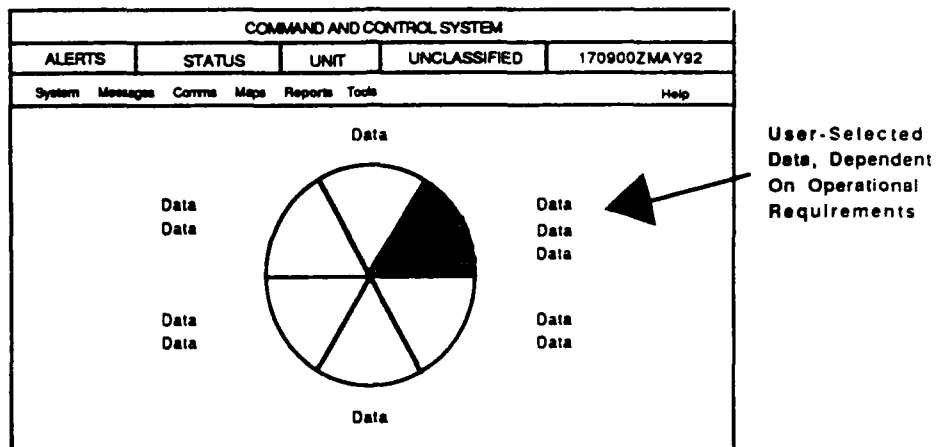 COMMAND AND CONTROL SYSTEM
ALERTS STATUS UNIT UNCLASSIFIED 170900ZMAY92
System Messages Comms Maps Reports Tools Help
Data
Data
Data
Data
Data
Data
Data
Data
Data
Data
Data
User-Selected
Data, Dependent
On Operational
Requirements